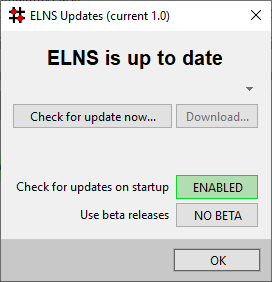 ELNS Updates (current 1.0)
ELNS is up to date
Check for update now... Download...
Check for updates on startup ENABLED
Use beta releases NO BETA
OK